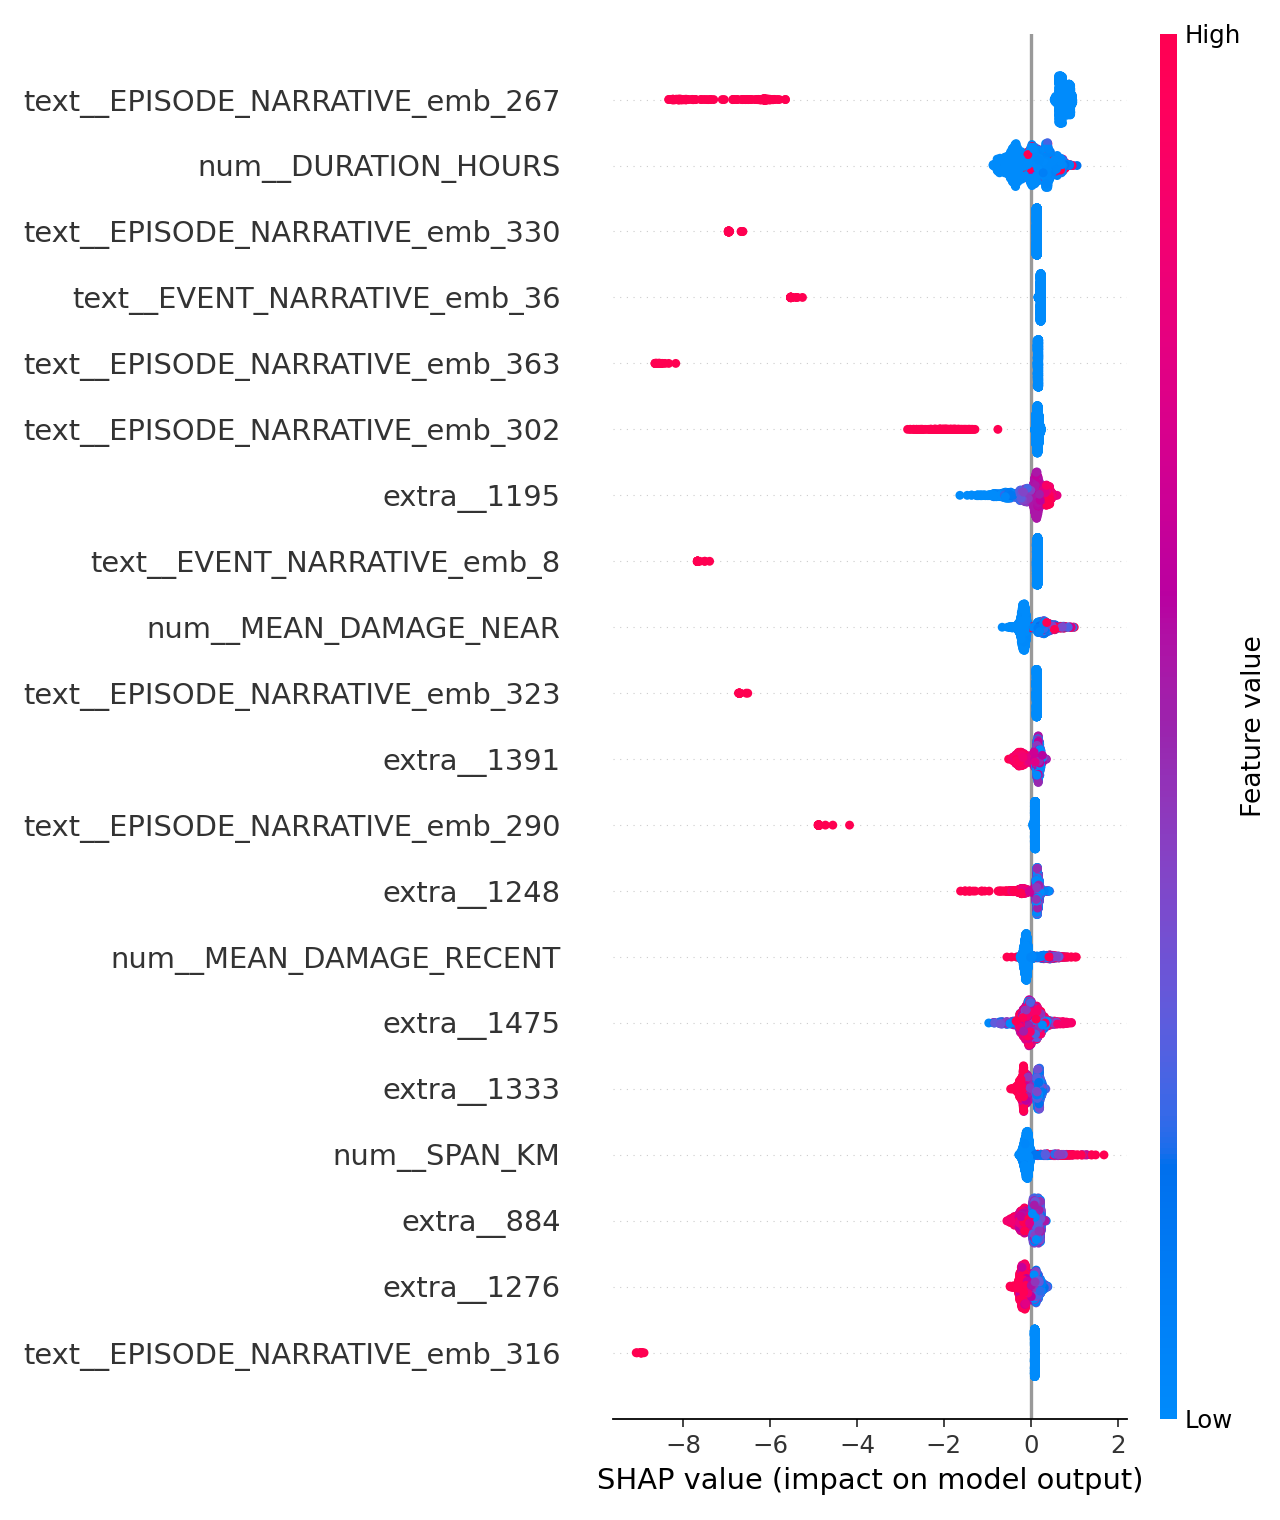 High
text__EPISODE_NARRATIVE_emb_267
num__DURATION_HOURS
text__EPISODE_NARRATIVE_emb_330
text__EVENT_NARRATIVE_emb_36
text__EPISODE_NARRATIVE_emb_363
text__EPISODE_NARRATIVE_emb_302
extra__1195
text__EVENT_NARRATIVE_emb_8
num__MEAN_DAMAGE_NEAR
text__EPISODE_NARRATIVE_emb_323
extra__1391
text__EPISODE_NARRATIVE_emb_290
extra__1248
num__MEAN_DAMAGE_RECENT
extra__1475
extra__1333
num__SPAN_KM
extra__884
extra__1276
text__EPISODE_NARRATIVE_emb_316
Feature value
Low
−8 −6 −4 −2 0 2
SHAP value (impact on model output)